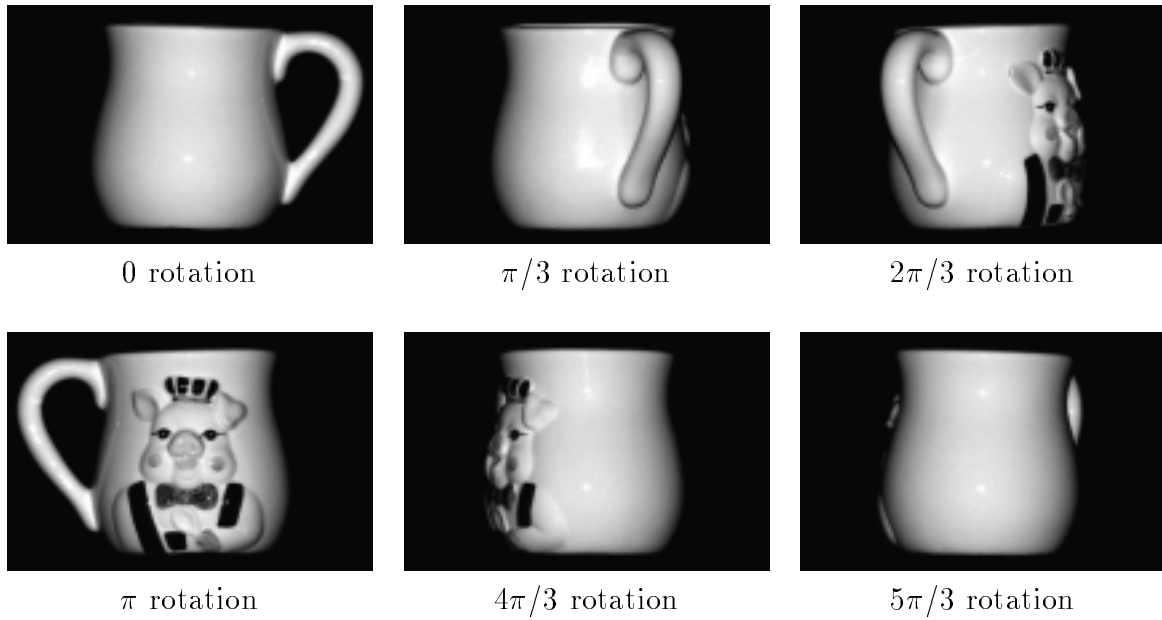 0 rotation
π/3 rotation
2π/3 rotation
π rotation
4π/3 rotation
5π/3 rotation